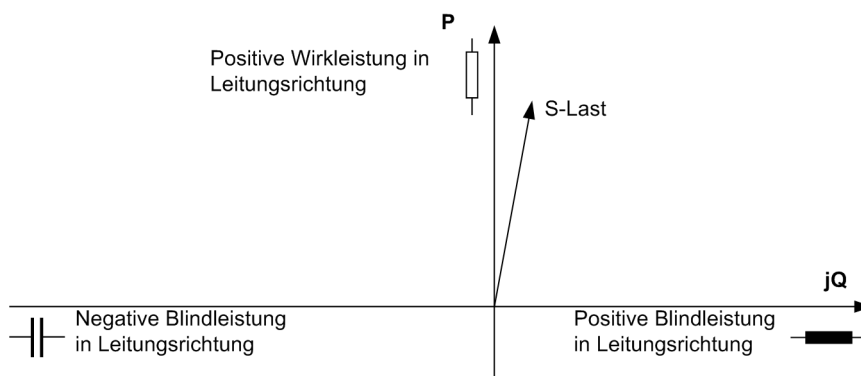 P
Positive Wirkleistung in
Leitungsrichtung
S-Last
jQ
Negative Blindleistung
in Leitungsrichtung
Positive Blindleistung
in Leitungsrichtung